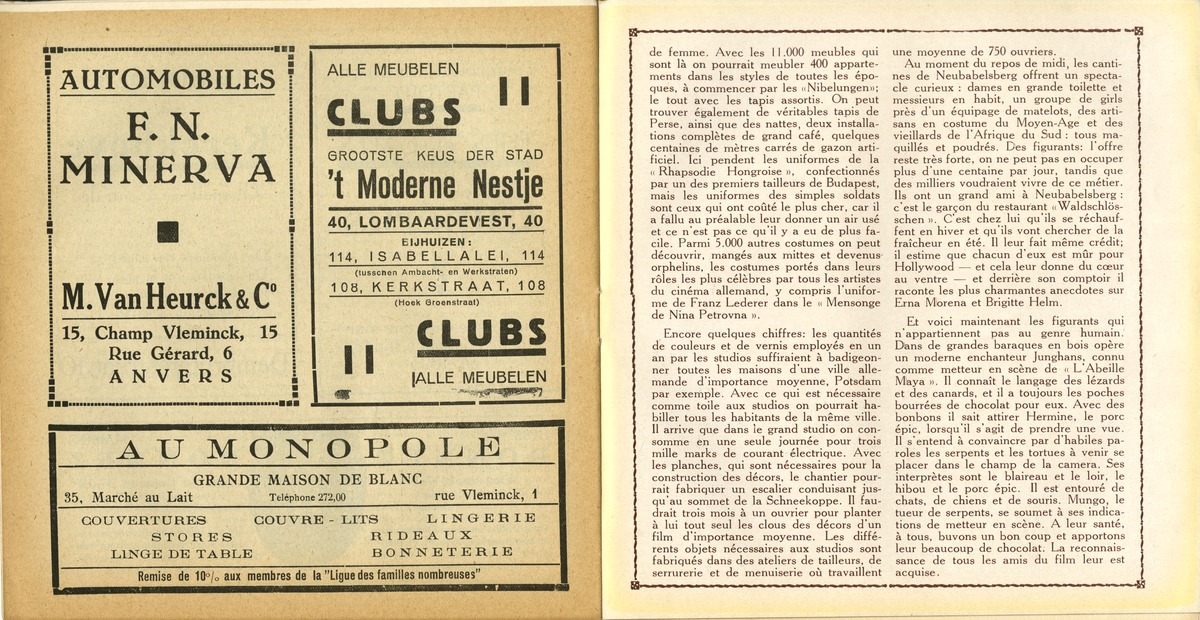 AUTOMOBILES
F. N.
MINERVA
M. Van Heurck & Cº
15, Champ Vleminck, 15
Rue Gérard, 6
ANVERS
ALLE MEUBELEN
CLUBS
GROOTSTE KEUS DER STAD
't Moderne Nestje
40, LOMBAARDEVEST, 40
EIJHUIZEN:
114, ISABELLALEI, 114
(tusschen Ambacht- en Werkstraten)
108, KERKSTRAAT, 108
(Hoek Groenstraat)
CLUBS
ALLE MEUBELEN
AU MONOPOLE
GRANDE MAISON DE BLANC
35, Marché au Lait Teléphone 272,00 rue Vleminck, 1
COUVERTURES COUVRE - LITS LINGERIE
STORES RIDEAUX
LINGE DE TABLE BONNETERIE
Remise de 10% aux membres de la "Ligue des familles nombreuses"
de femme. Avec les 11.000 meubles qui
sont là on pourrait meubler 400 apparte-
ments dans les styles de toutes les épo-
ques, à commencer par les «Nibelungen»;
le tout avec les tapis assortis. On peut
trouver également de véritables tapis de
Perse, ainsi que des nattes, deux installa-
tions complètes de grand café, quelques
centaines de mètres carrés de gazon arti-
ficiel. Ici pendent les uniformes de la
« Rhapsodie Hongroise », confectionnés
par un des premiers tailleurs de Budapest,
mais les uniformes des simples soldats
sont ceux qui ont coûté le plus cher, car il
a fallu au préalable leur donner un air usé
et ce n'est pas ce qu'il y a eu de plus fa-
cile. Parmi 5.000 autres costumes on peut
découvrir, mangés aux mittes et devenus
orphelins, les costumes portés dans leurs
rôles les plus célèbres par tous les artistes
du cinéma allemand, y compris l'unifor-
me de Franz Lederer dans le « Mensonge
de Nina Petrovna ».
Encore quelques chiffres: les quantités
de couleurs et de vernis employés en un
an par les studios suffiraient à badigeon-
ner toutes les maisons d'une ville alle-
mande d'importance moyenne, Potsdam
par exemple. Avec ce qui est nécessaire
comme toile aux studios on pourrait ha-
biller tous les habitants de la même ville.
Il arrive que dans le grand studio on con-
somme en une seule journée pour trois
mille marks de courant électrique. Avec
les planches, qui sont nécessaires pour la
construction des décors, le chantier pour-
rait fabriquer un escalier conduisant jus-
qu'au sommet de la Schneekoppe. Il fau-
drait trois mois à un ouvrier pour planter
à lui tout seul les clous des décors d'un
film d'importance moyenne. Les diffé-
rents objets nécessaires aux studios sont
fabriqués dans des ateliers de tailleurs, de
serrurerie et de menuiserie où travaillent
une moyenne de 750 ouvriers.
Au moment du repos de midi, les canti-
nes de Neubabelsberg offrent un specta-
cle curieux : dames en grande toilette et
messieurs en habit, un groupe de girls
près d'un équipage de matelots, des arti-
sans en costume du Moyen-Age et des
vieillards de l'Afrique du Sud : tous ma-
quillés et poudrés. Des figurants: l'offre
reste très forte, on ne peut pas en occuper
plus d'une centaine par jour, tandis que
des milliers voudraient vivre de ce métier.
Ils ont un grand ami à Neubabelsberg :
c'est le garçon du restaurant «Waldschlös-
schen ». C'est chez lui qu'ils se réchauf-
fent en hiver et qu'ils vont chercher de la
fraîcheur en été. Il leur fait même crédit;
il estime que chacun d'eux est mûr pour
Hollywood — et cela leur donne du cœur
au ventre — et derrière son comptoir il
raconte les plus charmantes anecdotes sur
Erna Morena et Brigitte Helm.
Et voici maintenant les figurants qui
n'appartiennent pas au genre humain.
Dans de grandes baraques en bois opère
un moderne enchanteur Junghans, connu
comme metteur en scène de « L'Abeille
Maya ». Il connaît le langage des lézards
et des canards, et il a toujours les poches
bourrées de chocolat pour eux. Avec des
bonbons il sait attirer Hermine, le porc
épic, lorsqu'il s'agit de prendre une vue.
Il s'entend à convaincre par d'habiles pa-
roles les serpents et les tortues à venir se
placer dans le champ de la camera. Ses
interprètes sont le blaireau et le loir, le
hibou et le porc épic. Il est entouré de
chats, de chiens et de souris. Mungo, le
tueur de serpents, se soumet à ses indica-
tions de metteur en scène. A leur santé,
à tous, buvons un bon coup et apportons
leur beaucoup de chocolat. La reconnais-
sance de tous les amis du film leur est
acquise.